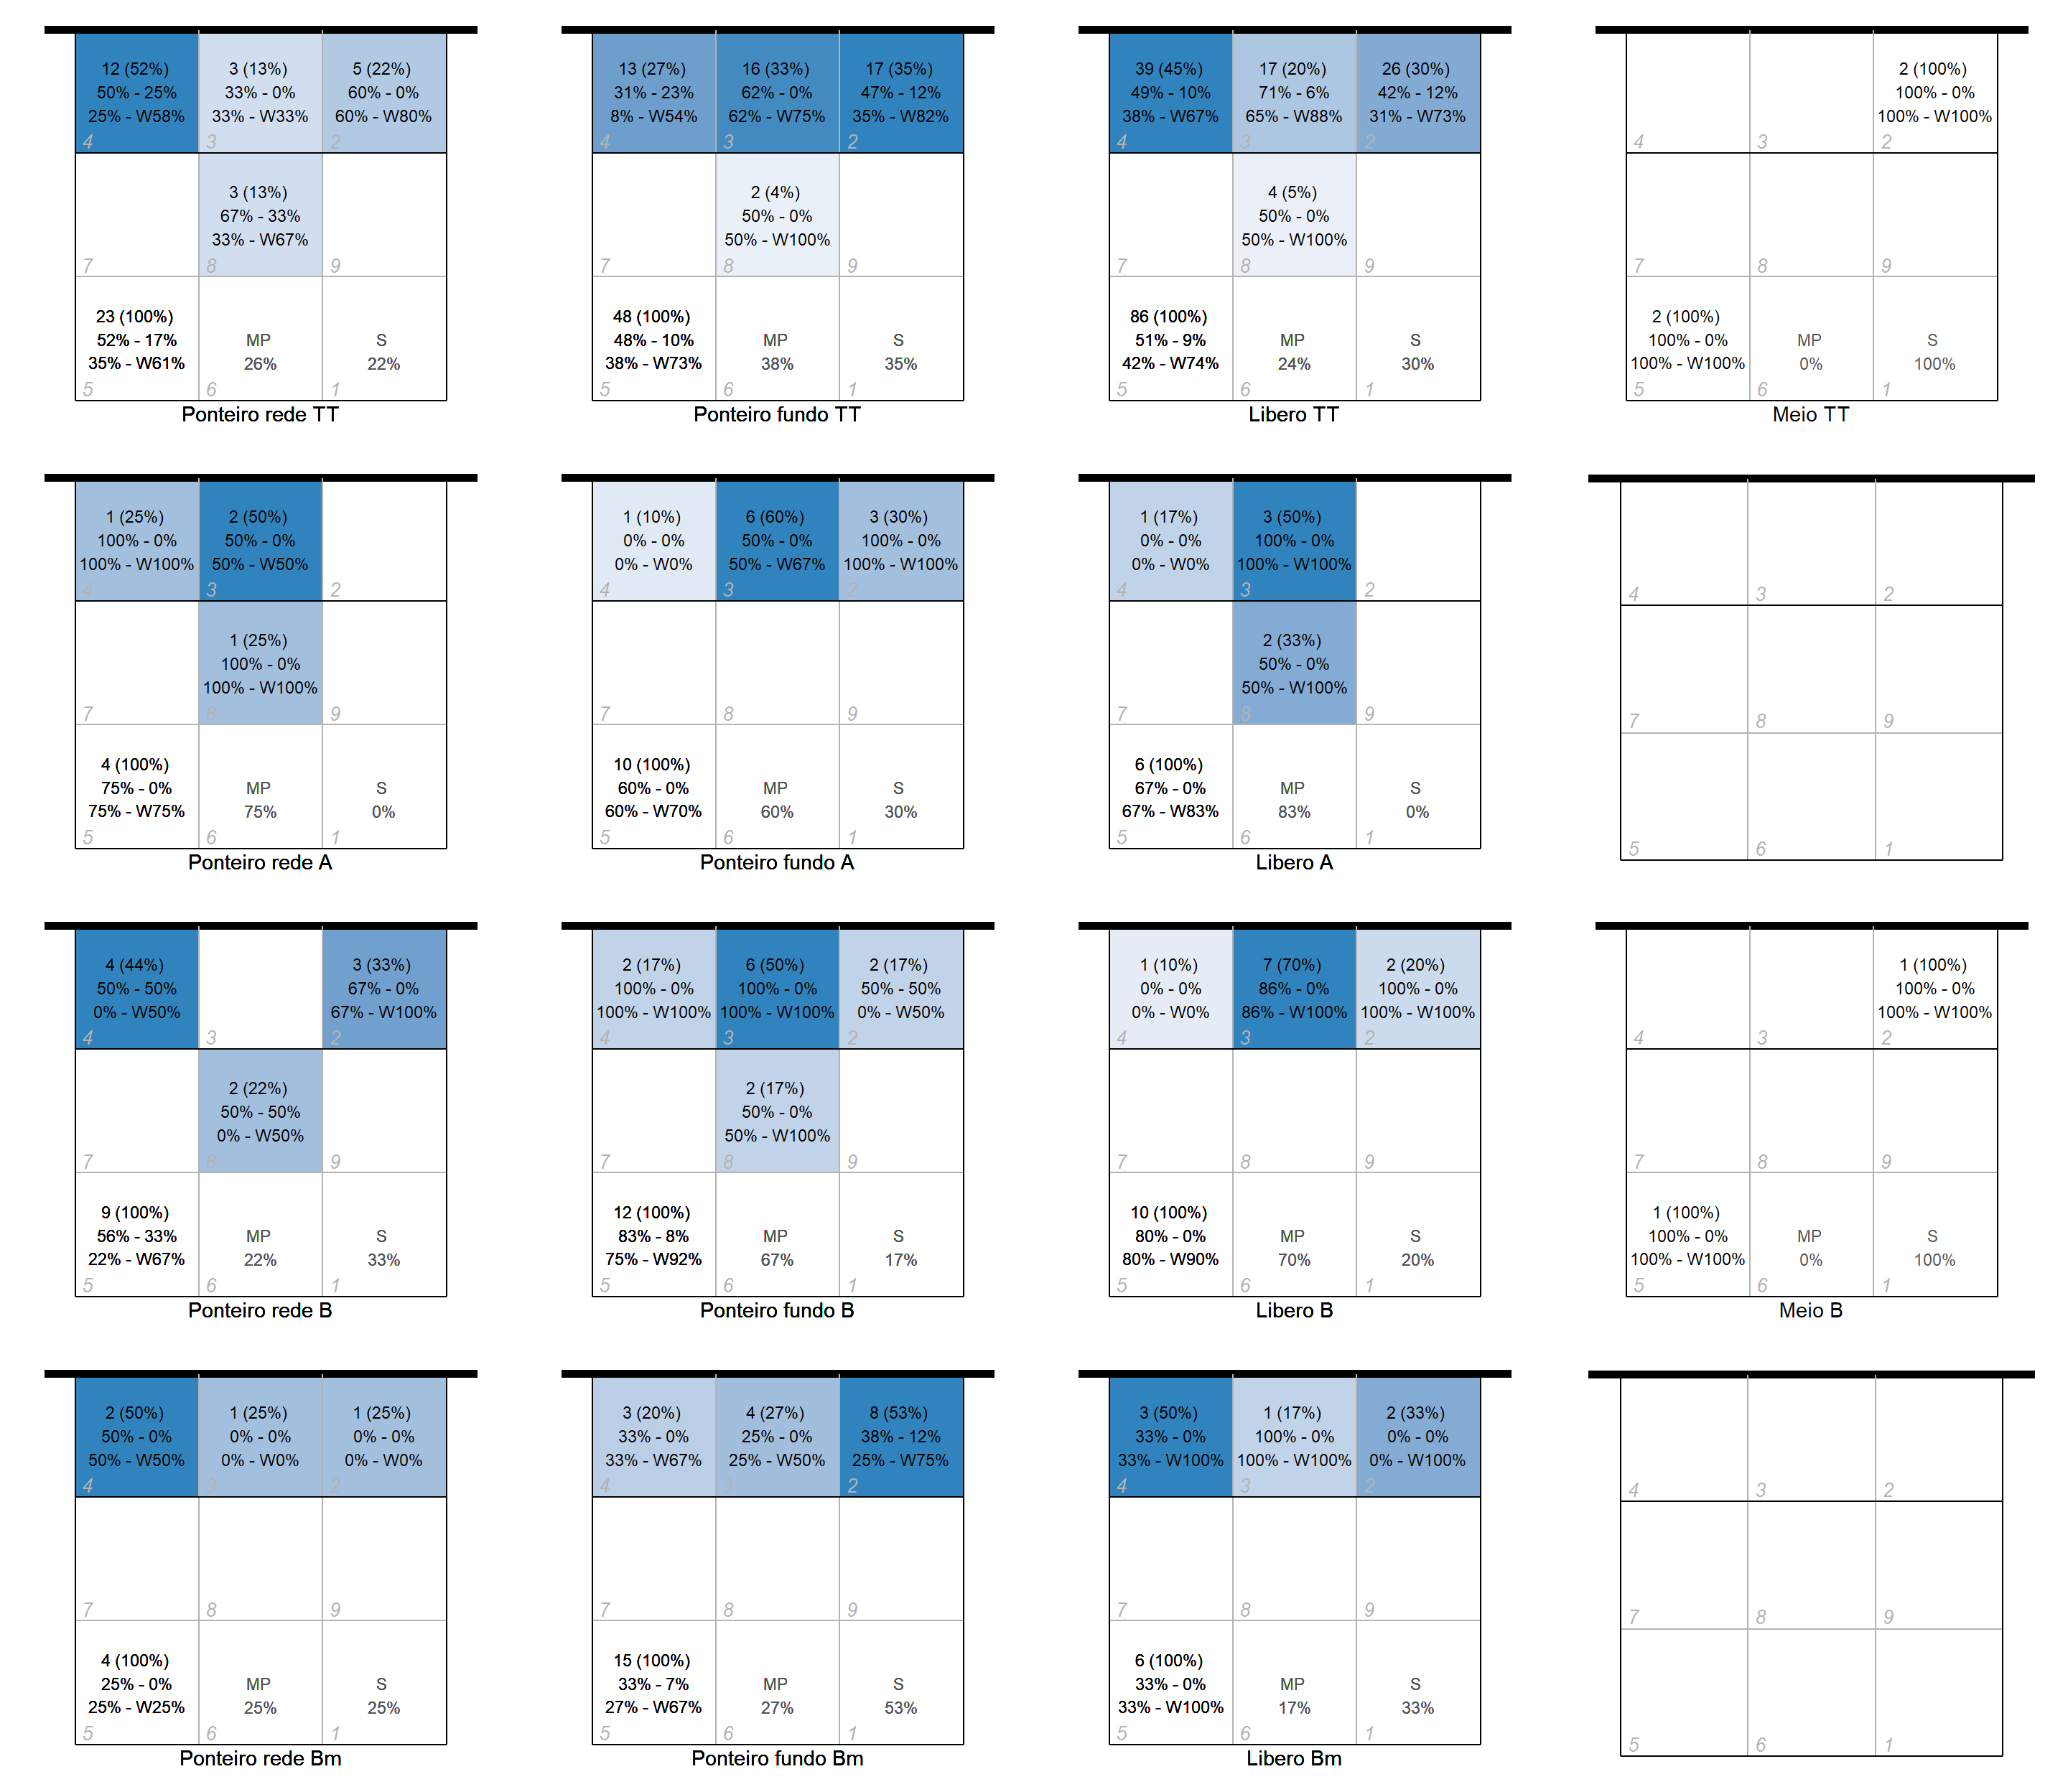 12 (52%)
50% - 25%
25% - W58%
4
3 (13%)
33% - 0%
33% - W33%
3
5 (22%)
60% - 0%
60% - W80%
2
7
3 (13%)
67% - 33%
33% - W67%
8
9
23 (100%)
52% - 17%
35% - W61%
5
MP
26%
6
S
22%
1
Ponteiro rede TT
13 (27%)
31% - 23%
8% - W54%
4
16 (33%)
62% - 0%
62% - W75%
3
17 (35%)
47% - 12%
35% - W82%
2
7
2 (4%)
50% - 0%
50% - W100%
8
9
48 (100%)
48% - 10%
38% - W73%
5
MP
38%
6
S
35%
1
Ponteiro fundo TT
39 (45%)
49% - 10%
38% - W67%
4
17 (20%)
71% - 6%
65% - W88%
3
26 (30%)
42% - 12%
31% - W73%
2
7
4 (5%)
50% - 0%
50% - W100%
8
9
86 (100%)
51% - 9%
42% - W74%
5
MP
24%
6
S
30%
1
Libero TT
4
3
2 (100%)
100% - 0%
100% - W100%
2
7
8
9
2 (100%)
100% - 0%
100% - W100%
5
MP
0%
6
S
100%
1
Meio TT
1 (25%)
100% - 0%
100% - W100%
4
2 (50%)
50% - 0%
50% - W50%
3
2
7
1 (25%)
100% - 0%
100% - W100%
8
9
4 (100%)
75% - 0%
75% - W75%
5
MP
75%
6
S
0%
1
Ponteiro rede A
1 (10%)
0% - 0%
0% - W0%
4
6 (60%)
50% - 0%
50% - W67%
3
3 (30%)
100% - 0%
100% - W100%
2
7
8
9
10 (100%)
60% - 0%
60% - W70%
5
MP
60%
6
S
30%
1
Ponteiro fundo A
1 (17%)
0% - 0%
0% - W0%
4
3 (50%)
100% - 0%
100% - W100%
3
2
7
2 (33%)
50% - 0%
50% - W100%
8
9
6 (100%)
67% - 0%
67% - W83%
5
MP
83%
6
S
0%
1
Libero A
4
3
2
7
8
9
5
6
1
4 (44%)
50% - 50%
0% - W50%
4
3
3 (33%)
67% - 0%
67% - W100%
2
7
2 (22%)
50% - 50%
0% - W50%
8
9
9 (100%)
56% - 33%
22% - W67%
5
MP
22%
6
S
33%
1
Ponteiro rede B
2 (17%)
100% - 0%
100% - W100%
4
6 (50%)
100% - 0%
100% - W100%
3
2 (17%)
50% - 50%
0% - W50%
2
7
2 (17%)
50% - 0%
50% - W100%
8
9
12 (100%)
83% - 8%
75% - W92%
5
MP
67%
6
S
17%
1
Ponteiro fundo B
1 (10%)
0% - 0%
0% - W0%
4
7 (70%)
86% - 0%
86% - W100%
3
2 (20%)
100% - 0%
100% - W100%
2
7
8
9
10 (100%)
80% - 0%
80% - W90%
5
MP
70%
6
S
20%
1
Libero B
4
3
1 (100%)
100% - 0%
100% - W100%
2
7
8
9
1 (100%)
100% - 0%
100% - W100%
5
MP
0%
6
S
100%
1
Meio B
2 (50%)
50% - 0%
50% - W50%
4
1 (25%)
0% - 0%
0% - W0%
3
1 (25%)
0% - 0%
0% - W0%
2
7
8
9
4 (100%)
25% - 0%
25% - W25%
5
MP
25%
6
S
25%
1
Ponteiro rede Bm
3 (20%)
33% - 0%
33% - W67%
4
4 (27%)
25% - 0%
25% - W50%
3
8 (53%)
38% - 12%
25% - W75%
2
7
8
9
15 (100%)
33% - 7%
27% - W67%
5
MP
27%
6
S
53%
1
Ponteiro fundo Bm
3 (50%)
33% - 0%
33% - W100%
4
1 (17%)
100% - 0%
100% - W100%
3
2 (33%)
0% - 0%
0% - W100%
2
7
8
9
6 (100%)
33% - 0%
33% - W100%
5
MP
17%
6
S
33%
1
Libero Bm
4
3
2
7
8
9
5
6
1